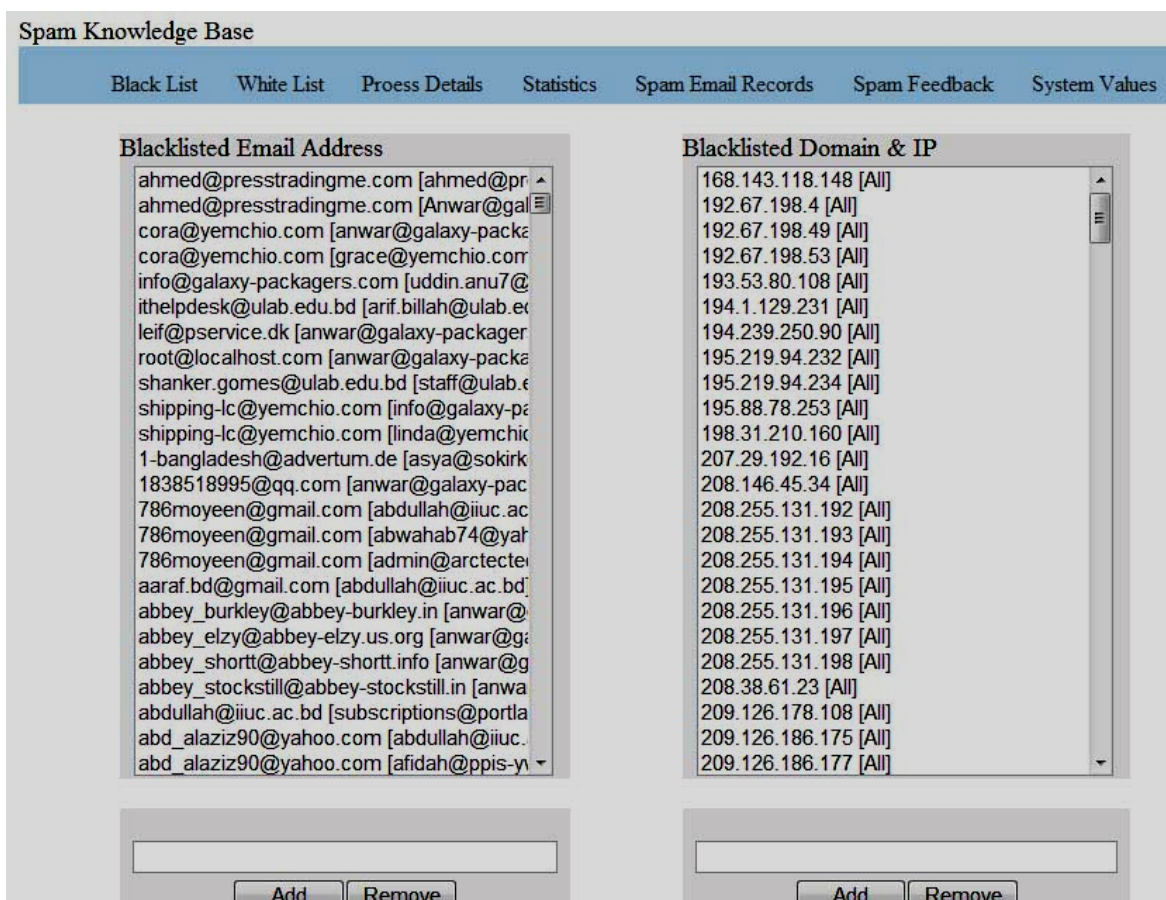 Spam Knowledge Base
Black List White List Proess Details Statistics Spam Email Records Spam Feedback System Values
Blacklisted Email Address
ahmed@presstradingme.com [ahmed@pr
ahmed@presstradingme.com [Anwar@gal
cora@yemchio.com [anwar@galaxy-packa
cora@yemchio.com [grace@yemchio.com
info@galaxy-packagers.com [uddin.anu7@
ithelpdesk@ulab.edu.bd [arif.billah@ulab.ed
leif@pservice.dk [anwar@galaxy-packager
root@localhost.com [anwar@galaxy-packa
shanker.gomes@ulab.edu.bd [staff@ulab.e
shipping-lc@yemchio.com [info@galaxy-pa
shipping-lc@yemchio.com [linda@yemchio
1-bangladesh@advertum.de [asya@sokirk
1838518995@qq.com [anwar@galaxy-pac
786moyeen@gmail.com [abdullah@iiuc.ac
786moyeen@gmail.com [abwahab74@yah
786moyeen@gmail.com [admin@arctecte
aaraf.bd@gmail.com [abdullah@iiuc.ac.bd]
abbey_burkley@abbey-burkley.in [anwar@
abbey_elzy@abbey-elzy.us.org [anwar@ga
abbey_shortt@abbey-shortt.info [anwar@g
abbey_stockstill@abbey-stockstill.in [anwa
abdullah@iiuc.ac.bd [subscriptions@portla
abd_alaziz90@yahoo.com [abdullah@iiuc.
abd_alaziz90@yahoo.com [afidah@ppis-y
Add Remove
Blacklisted Domain & IP
168.143.118.148 [All]
192.67.198.4 [All]
192.67.198.49 [All]
192.67.198.53 [All]
193.53.80.108 [All]
194.1.129.231 [All]
194.239.250.90 [All]
195.219.94.232 [All]
195.219.94.234 [All]
195.88.78.253 [All]
198.31.210.160 [All]
207.29.192.16 [All]
208.146.45.34 [All]
208.255.131.192 [All]
208.255.131.193 [All]
208.255.131.194 [All]
208.255.131.195 [All]
208.255.131.196 [All]
208.255.131.197 [All]
208.255.131.198 [All]
208.38.61.23 [All]
209.126.178.108 [All]
209.126.186.175 [All]
209.126.186.177 [All]
Add Remove